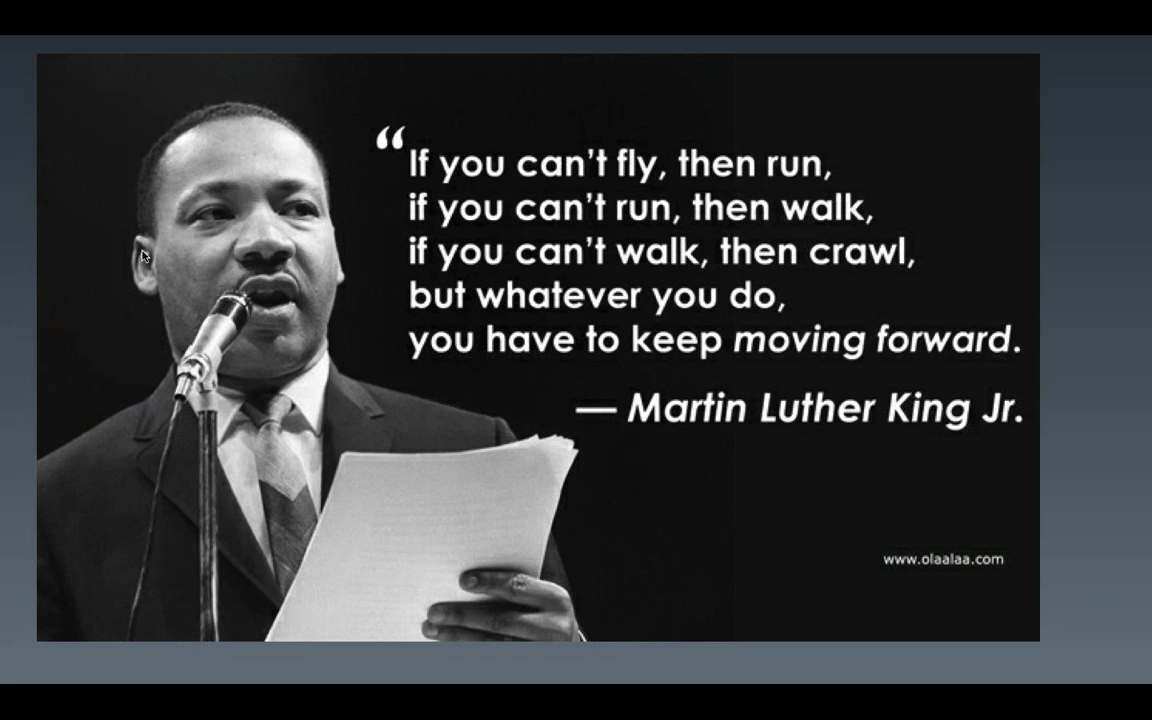 “If you can’t fly, then run,
if you can’t run, then walk,
if you can’t walk, then crawl,
but whatever you do,
you have to keep moving forward.
— Martin Luther King Jr.
www.olaalaa.com